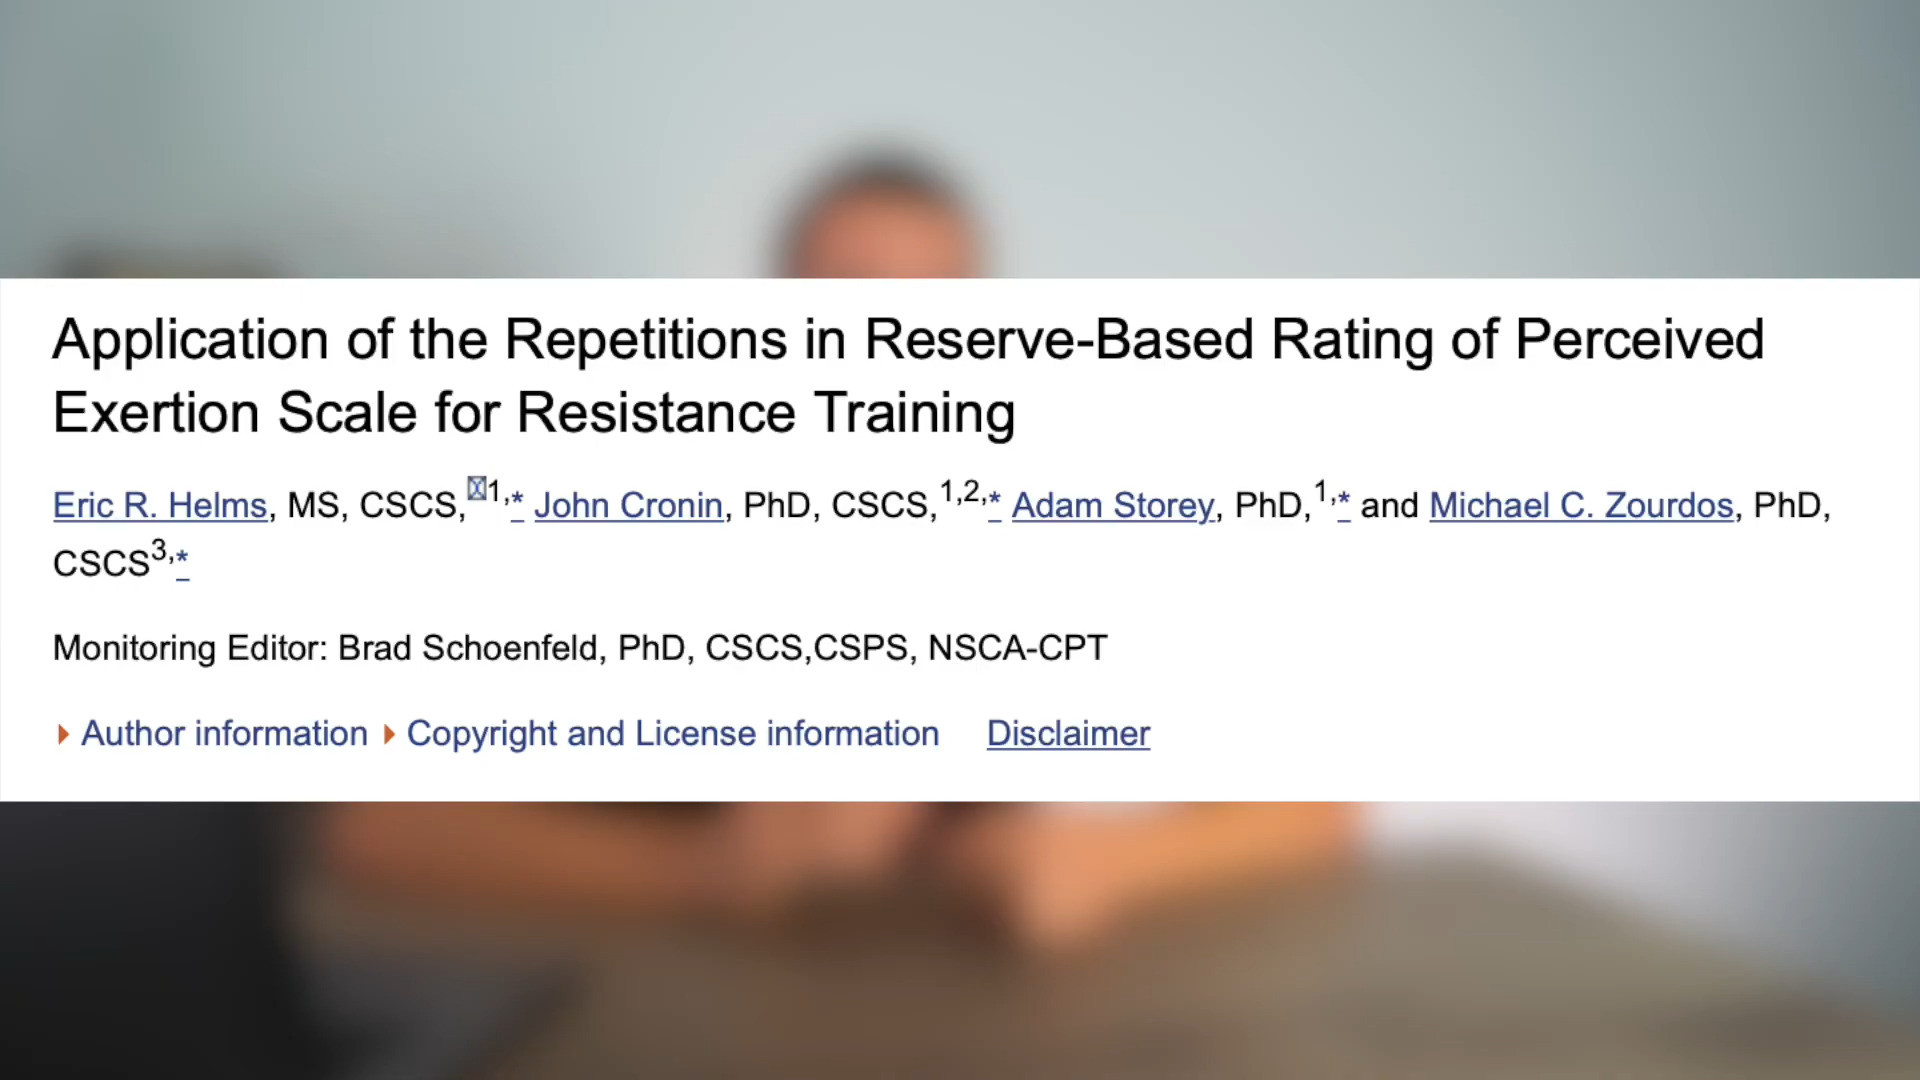 Application of the Repetitions in Reserve-Based Rating of Perceived
Exertion Scale for Resistance Training
Eric R. Helms, MS, CSCS,1,* John Cronin, PhD, CSCS,1,2,* Adam Storey, PhD,1,* and Michael C. Zourdos, PhD,
CSCS3,*
Monitoring Editor: Brad Schoenfeld, PhD, CSCS,CSPS, NSCA-CPT
Author information Copyright and License information Disclaimer